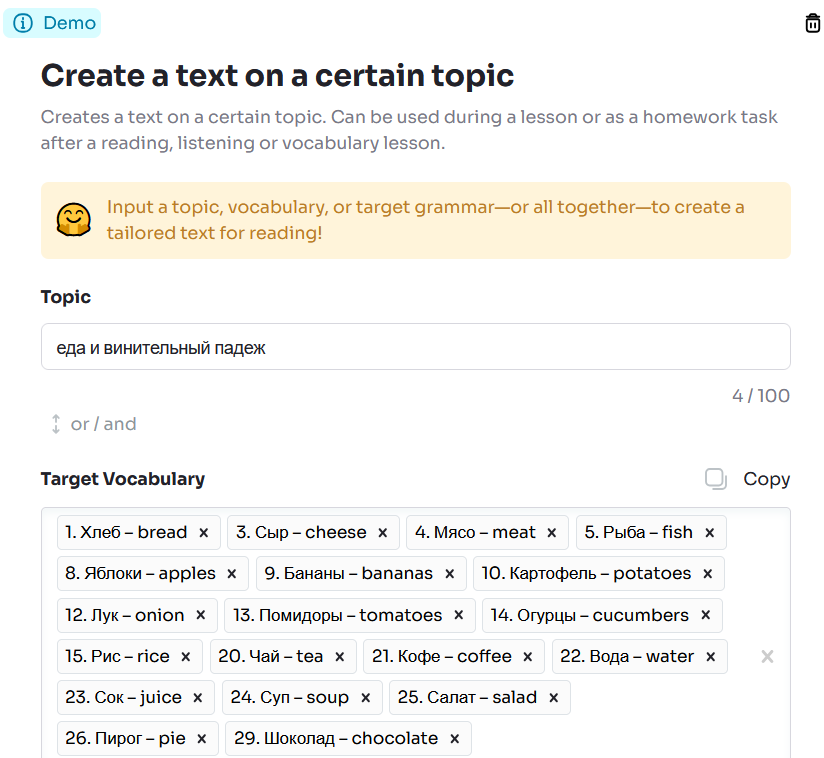 Demo
Create a text on a certain topic
Creates a text on a certain topic. Can be used during a lesson or as a homework task
after a reading, listening or vocabulary lesson.
Input a topic, vocabulary, or target grammar—or all together—to create a
tailored text for reading!
Topic
еда и винительный падеж
4 / 100
or / and
Target Vocabulary Copy
1. Хлеб – bread × 3. Сыр – cheese × 4. Мясо – meat × 5. Рыба – fish ×
8. Яблоки – apples × 9. Бананы – bananas × 10. Картофель – potatoes ×
12. Лук – onion × 13. Помидоры – tomatoes × 14. Огурцы – cucumbers ×
15. Рис – rice × 20. Чай – tea × 21. Кофе – coffee × 22. Вода – water ×
23. Сок – juice × 24. Суп – soup × 25. Салат – salad ×
26. Пирог – pie × 29. Шоколад – chocolate ×